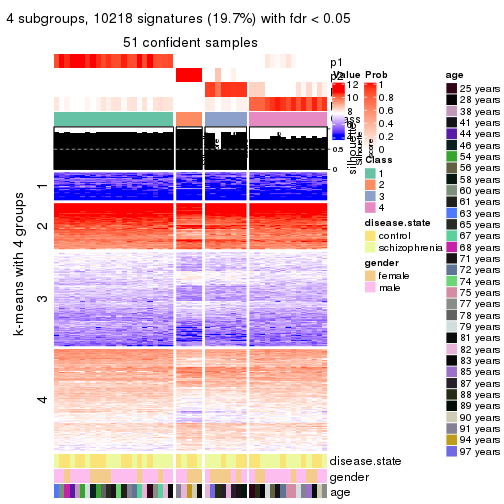 4 subgroups, 10218 signatures (19.7%) with fdr < 0.05
51 confident samples
k-means with 4 groups
1
2
3
4
p1
1
0.5
0
silhouette
score
disease.state
gender
age
Value
12
10
8
6
Prob
1
0.8
0.6
0.4
0.2
0
Class
1
2
3
4
disease.state
control
schizophrenia
gender
female
male
age
25 years
28 years
38 years
41 years
44 years
46 years
54 years
56 years
58 years
60 years
61 years
63 years
65 years
67 years
68 years
71 years
72 years
74 years
75 years
77 years
78 years
79 years
81 years
82 years
83 years
85 years
87 years
88 years
89 years
90 years
91 years
94 years
97 years